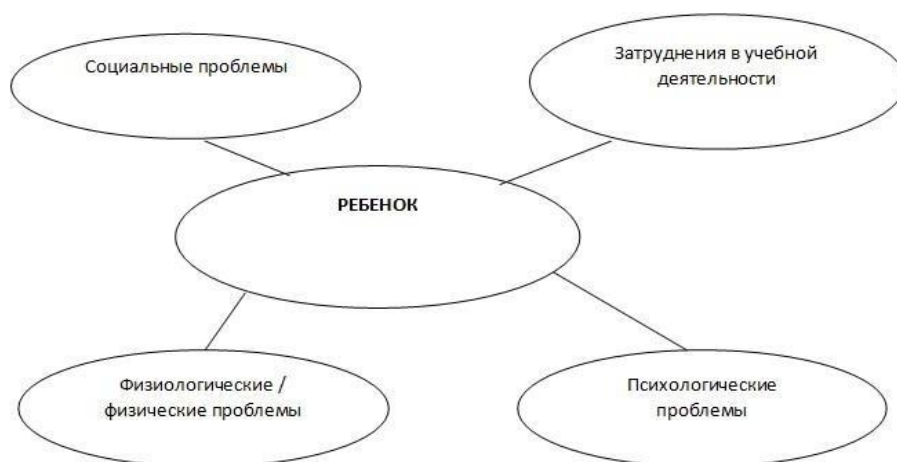 Социальные проблемы
Затруднения в учебной
деятельности
РЕБЕНОК
Физиологические /
физические проблемы
Психологические
проблемы